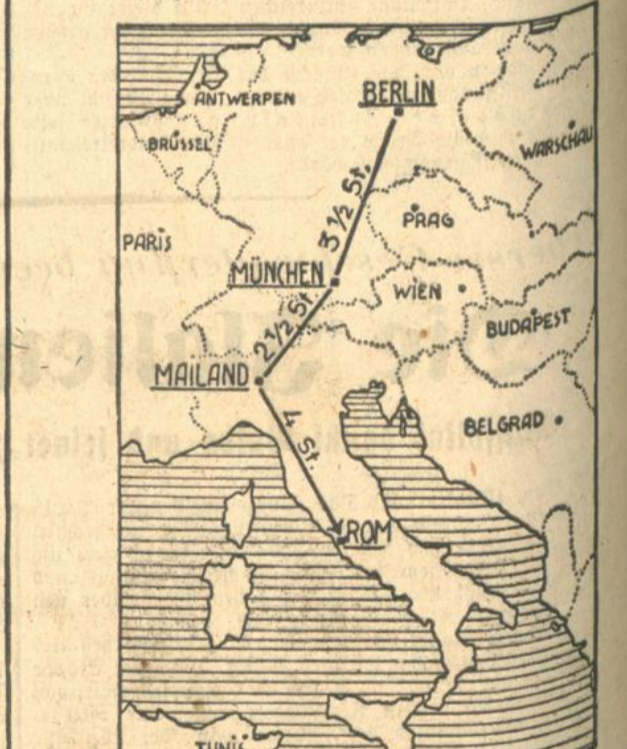 ANTWERPEN
BERLIN
BRÜSSEL
WARSCHAU
3 1/2 St.
PRAG
PARIS
MÜNCHEN
WIEN
2 1/2 St.
BUDAPEST
MAILAND
BELGRAD
St.
ROM
TUNIS